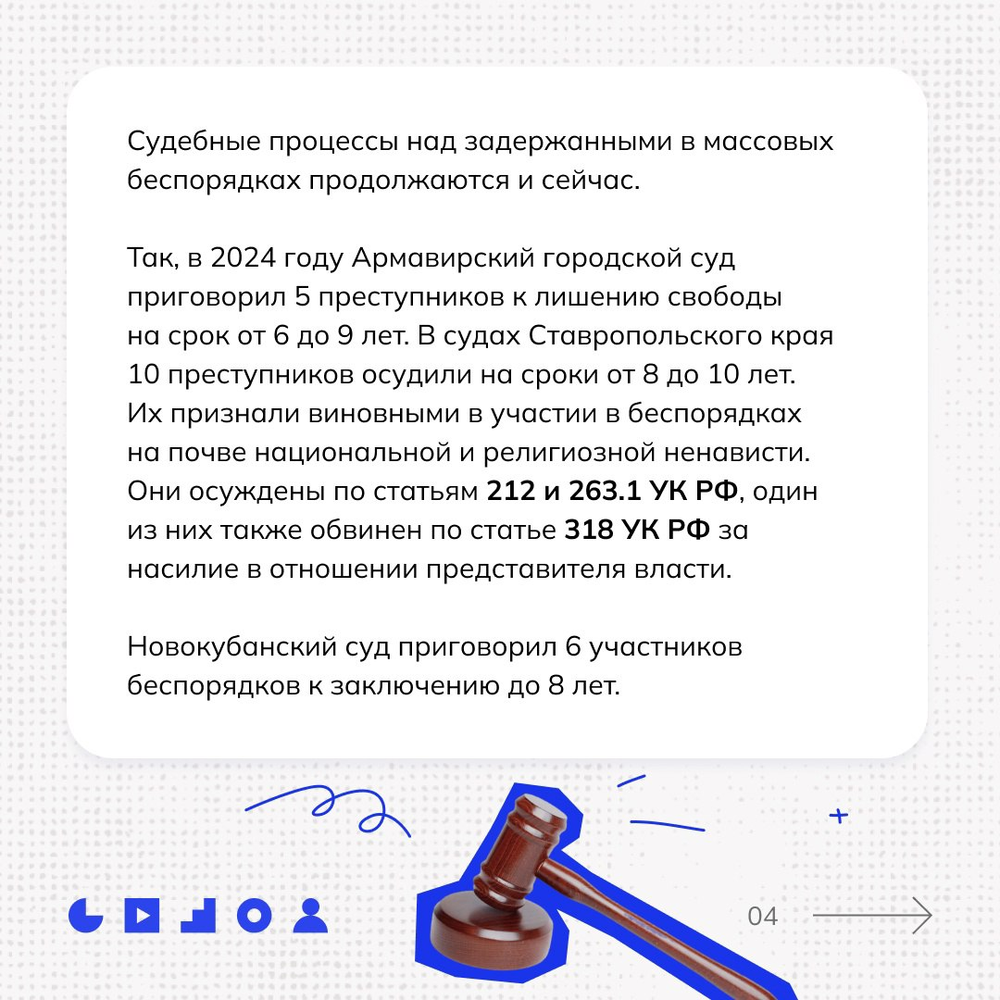 Судебные процессы над задержанными в массовых
беспорядках продолжаются и сейчас.
Так, в 2024 году Армавирский городской суд
приговорил 5 преступников к лишению свободы
на срок от 6 до 9 лет. В судах Ставропольского края
10 преступников осудили на сроки от 8 до 10 лет.
Их признали виновными в участии в беспорядках
на почве национальной и религиозной ненависти.
Они осуждены по статьям 212 и 263.1 УК РФ, один
из них также обвинен по статье 318 УК РФ за
насилие в отношении представителя власти.
Новокубанский суд приговорил 6 участников
беспорядков к заключению до 8 лет.
04